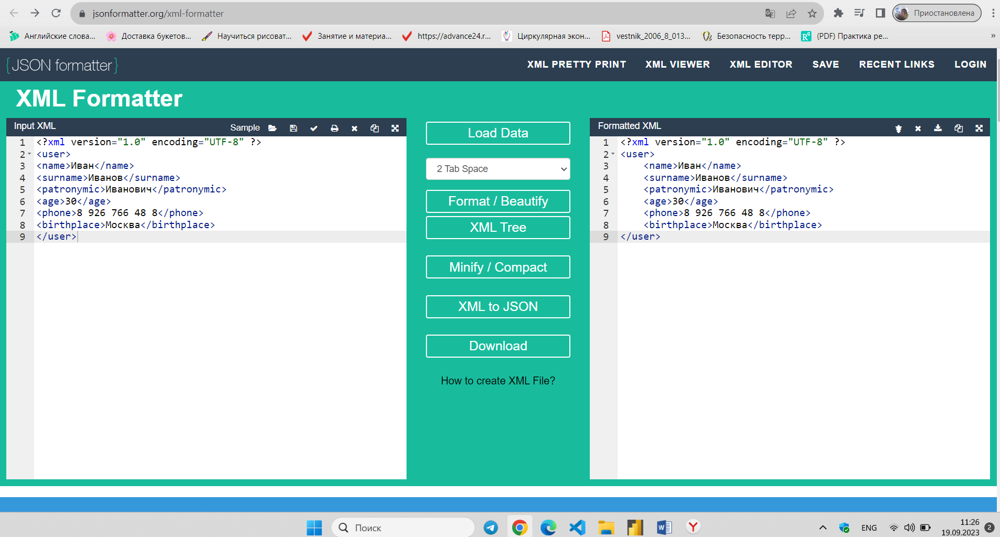 jsonformatter.org/xml-formatter
Приостановлена
Английские слова...
Доставка букетов...
Научиться рисоват...
Занятие и материа...
https://advance24.r...
Циркулярная экон...
vestnik_2006_8_013...
Безопасность терр...
(PDF) Практика ре...
»
{JSON formatter}
XML PRETTY PRINT
XML VIEWER
XML EDITOR
SAVE
RECENT LINKS
LOGIN
XML Formatter
Input XML
Sample
1 <?xml version="1.0" encoding="UTF-8" ?>
2 <user>
3 <name>Иван</name>
4 <surname>Иванов</surname>
5 <patronymic>Иванович</patronymic>
6 <age>30</age>
7 <phone>8 926 766 48 8</phone>
8 <birthplace>Москва</birthplace>
9 </user>
Load Data
2 Tab Space
Format / Beautify
XML Tree
Minify / Compact
XML to JSON
Download
How to create XML File?
Formatted XML
1 <?xml version="1.0" encoding="UTF-8" ?>
2 <user>
3 <name>Иван</name>
4 <surname>Иванов</surname>
5 <patronymic>Иванович</patronymic>
6 <age>30</age>
7 <phone>8 926 766 48 8</phone>
8 <birthplace>Москва</birthplace>
9 </user>
Поиск
ENG
11:26
19.09.2023
2